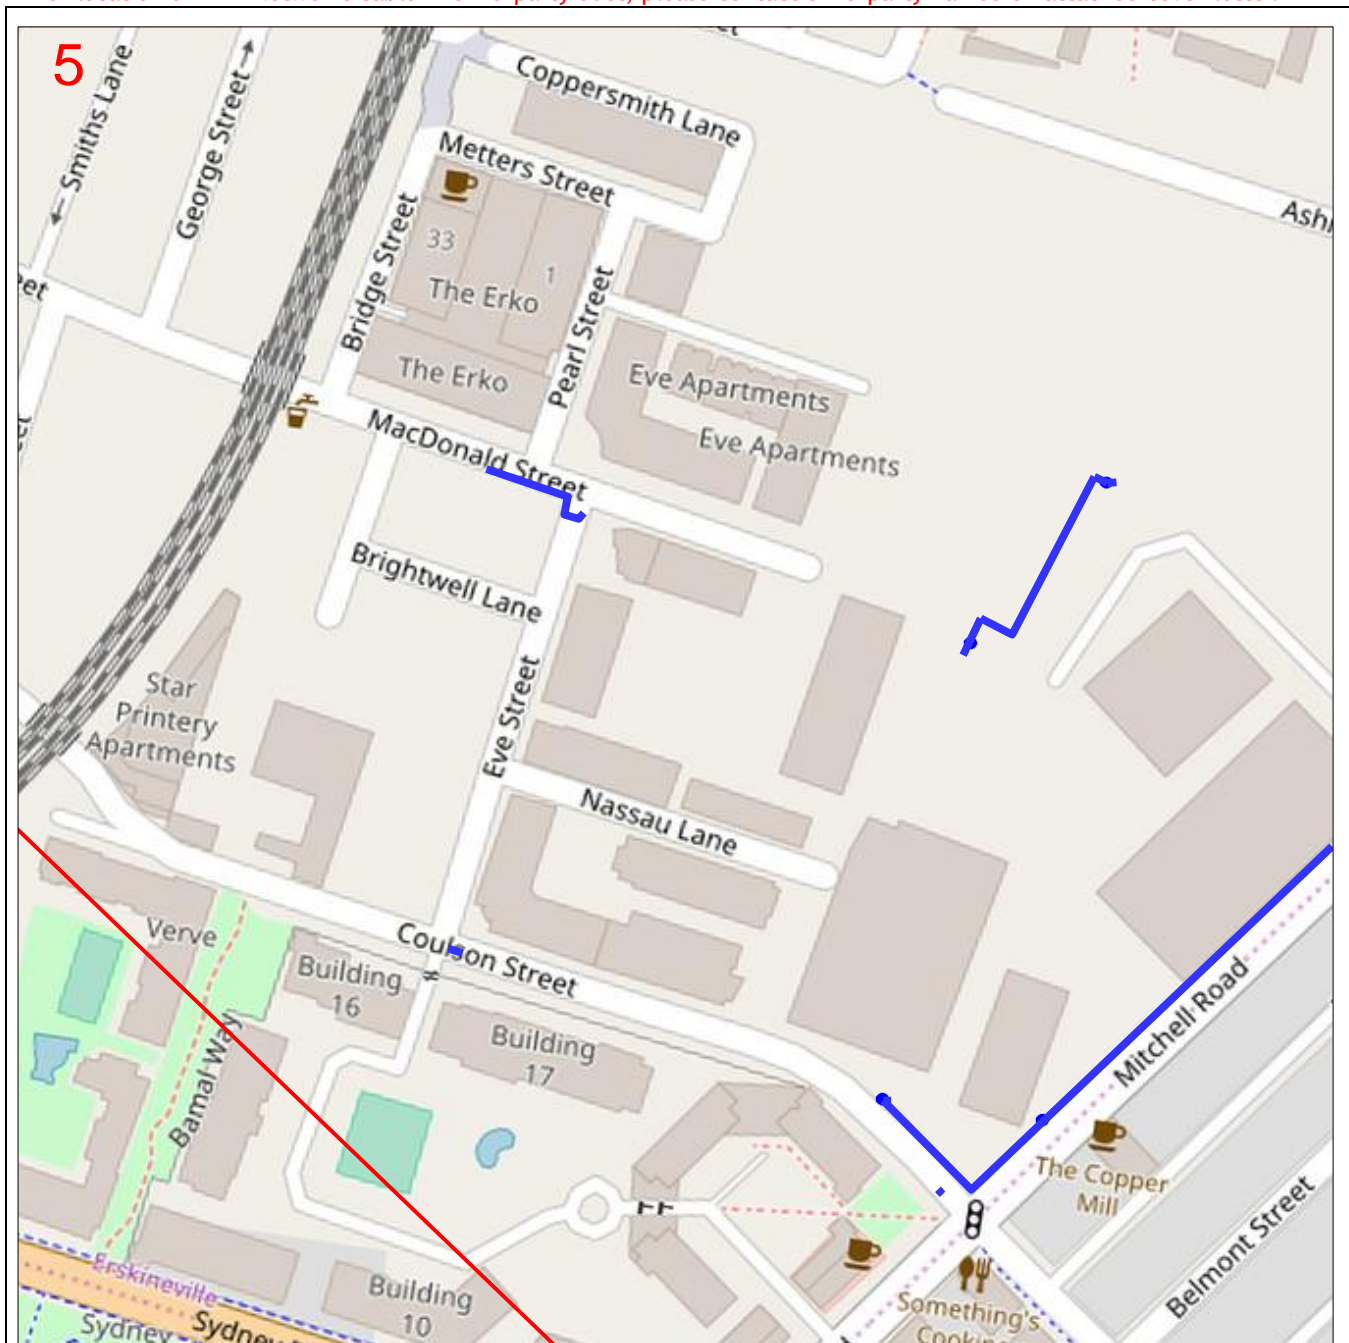 5
Smiths Lane
George Street
Coppersmith Lane
Metters Street
Bridge Street
33
1
The Erko
The Erko
Pearl Street
Eve Apartments
Eve Apartments
MacDonald Street
Brightwell Lane
Eve Street
Star
Printery
Apartments
Nassau Lane
Coulson Street
Verve
Building
16
Building
17
Bamal Way
Mitchell Road
The Copper
Mill
Belmont Street
Erskineville
Sydney
Sydney
Building
10
Something's